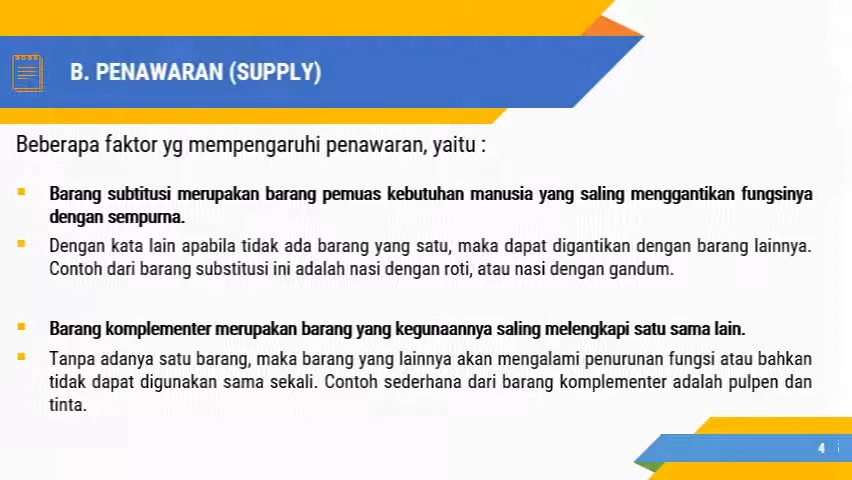 B. PENAWARAN (SUPPLY)
Beberapa faktor yg mempengaruhi penawaran, yaitu :
Barang subtitusi merupakan barang pemuas kebutuhan manusia yang saling menggantikan fungsinya
dengan sempurna.
Dengan kata lain apabila tidak ada barang yang satu, maka dapat digantikan dengan barang lainnya.
Contoh dari barang substitusi ini adalah nasi dengan roti, atau nasi dengan gandum.
Barang komplementer merupakan barang yang kegunaannya saling melengkapi satu sama lain.
Tanpa adanya satu barang, maka barang yang lainnya akan mengalami penurunan fungsi atau bahkan
tidak dapat digunakan sama sekali. Contoh sederhana dari barang komplementer adalah pulpen dan
tinta.
4